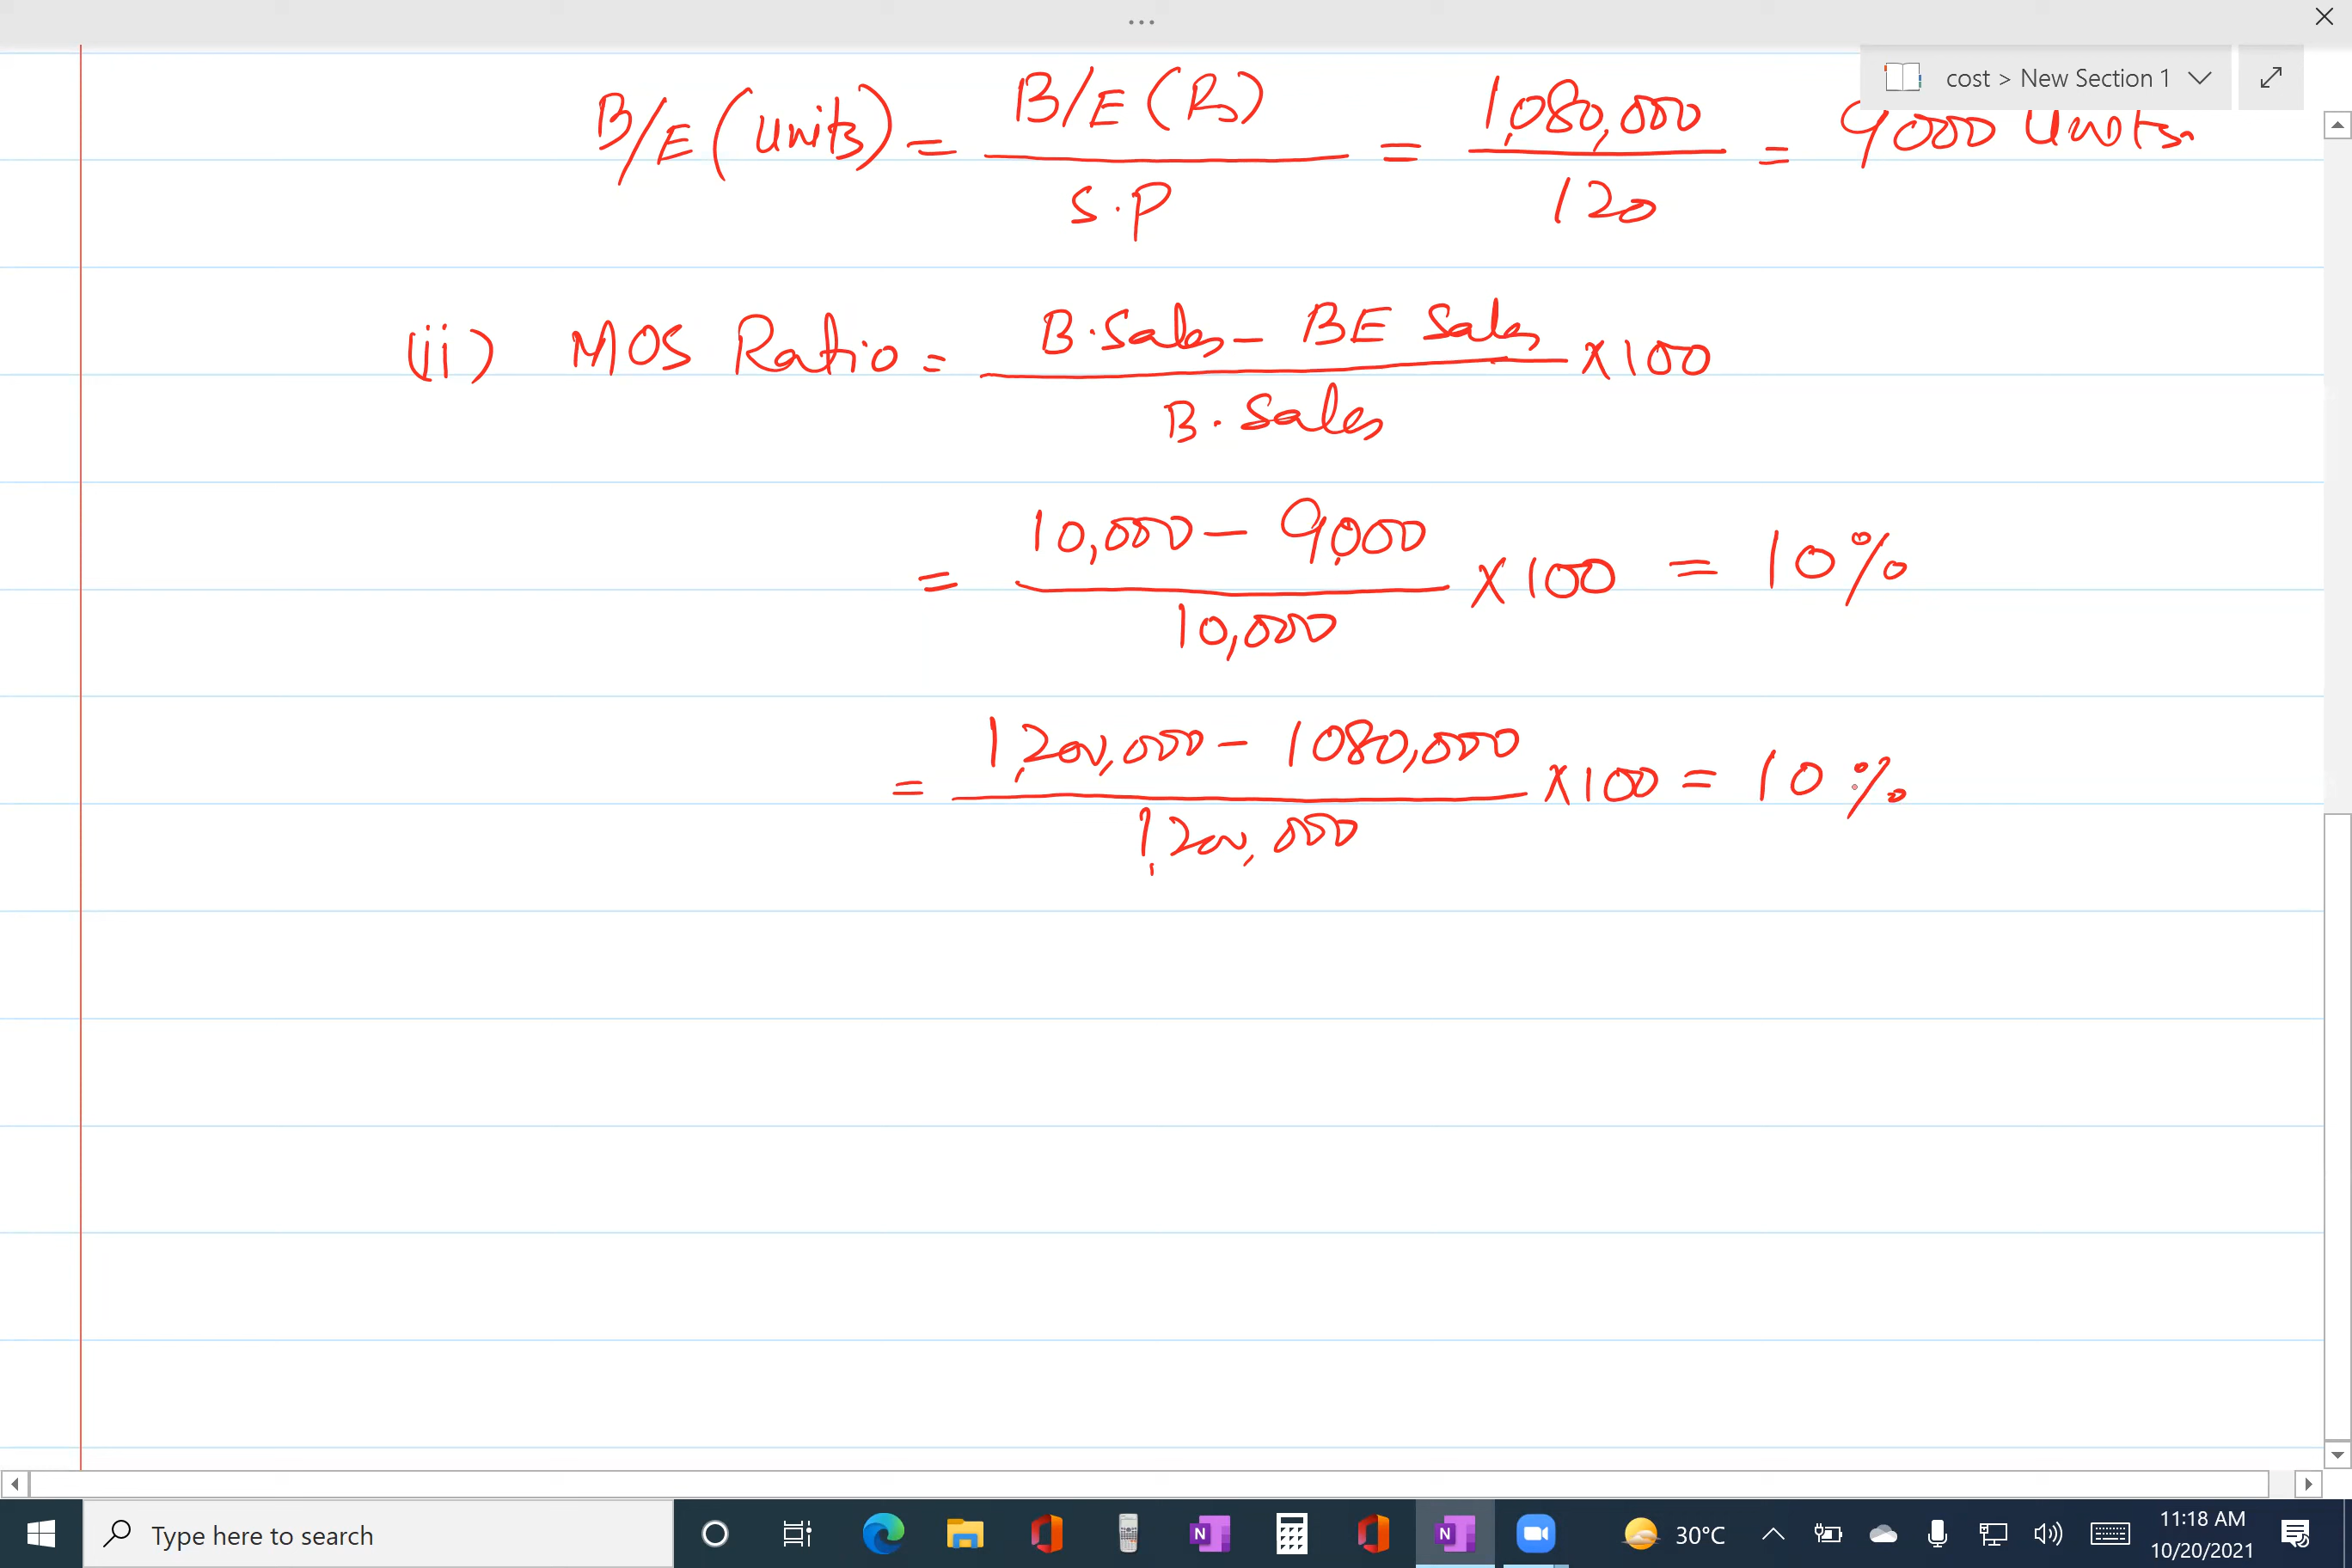 ...
cost > New Section 1
B/E (Units) = B/E (Rs) / S.P = 1,080,000 / 120 = 9000 Units.
(ii) MOS Ratio = B. Sales - BE Sales / B. Sales X 100
= 10,000 - 9,000 / 10,000 X 100 = 10%
= 1,200,000 - 1080,000 / 1,200,000 X 100 = 10%
Type here to search
30°C
11:18 AM
10/20/2021